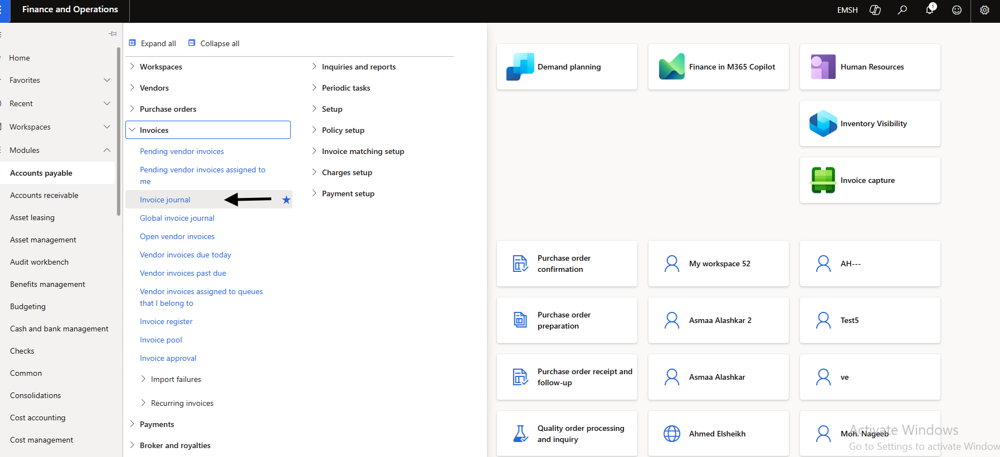 Finance and Operations
EMSH
1
Home
Favorites
Recent
Workspaces
Modules
Accounts payable
Accounts receivable
Asset leasing
Asset management
Audit workbench
Benefits management
Budgeting
Cash and bank management
Checks
Common
Consolidations
Cost accounting
Cost management
Expand all
Collapse all
Workspaces
Vendors
Purchase orders
Invoices
Pending vendor invoices
Pending vendor invoices assigned to
me
Invoice journal
Global invoice journal
Open vendor invoices
Vendor invoices due today
Vendor invoices past due
Vendor invoices assigned to queues
that I belong to
Invoice register
Invoice pool
Invoice approval
Import failures
Recurring invoices
Payments
Broker and royalties
Inquiries and reports
Periodic tasks
Setup
Policy setup
Invoice matching setup
Charges setup
Payment setup
Demand planning
Finance in M365 Copilot
Human Resources
Inventory Visibility
Invoice capture
Purchase order
confirmation
My workspace 52
AH---
Purchase order
preparation
Asmaa Alashkar 2
Test5
Purchase order receipt and
follow-up
Asmaa Alashkar
ve
Quality order processing
and inquiry
Ahmed Elsheikh
Moh. Nageeb
Activate Windows
Go to Settings to activate Window